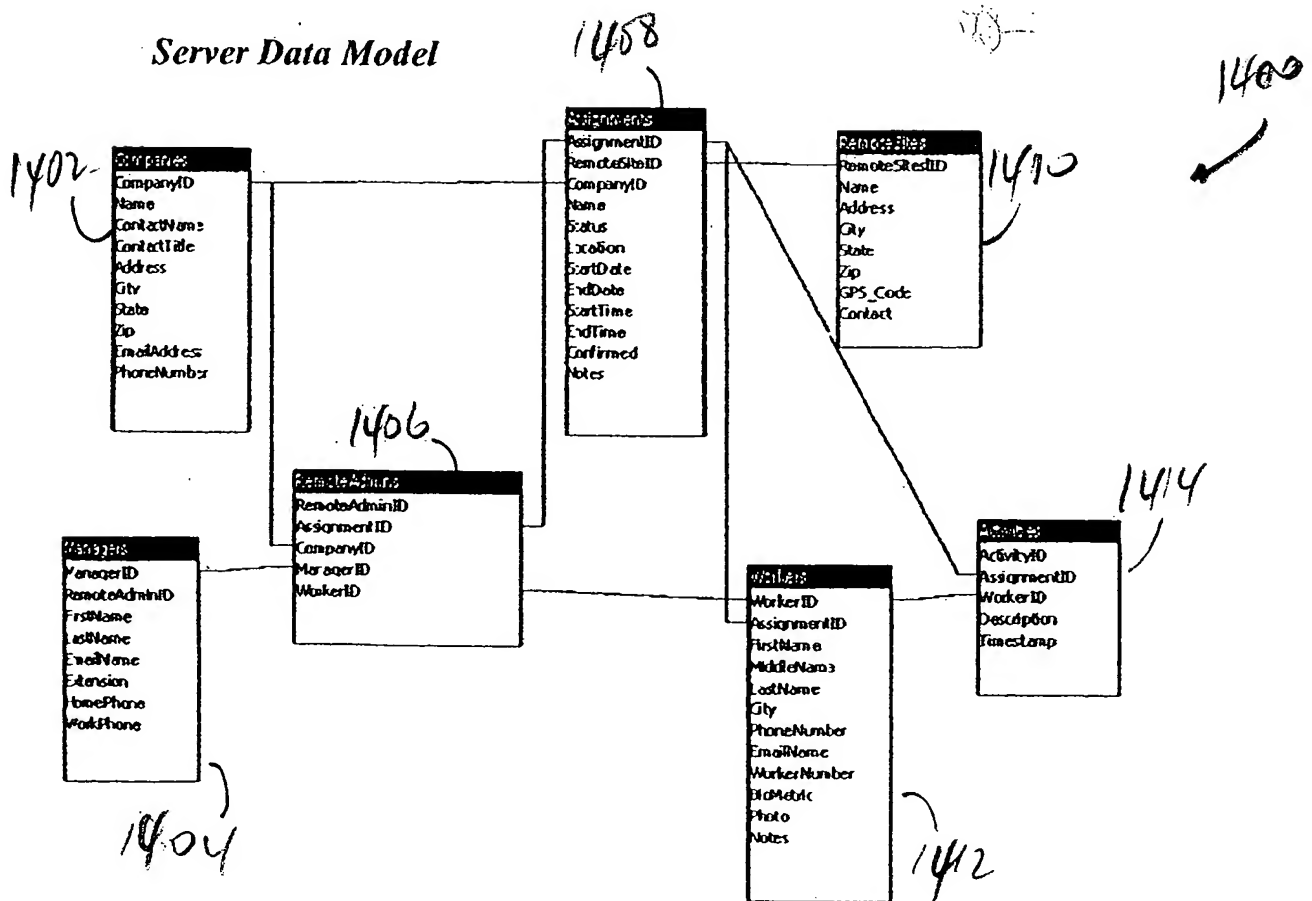 Server Data Model
1408
1400
1402
Companies
CompanyID
Name
ContactName
ContactTitle
Address
City
State
Zip
EmailAddress
PhoneNumber
Assignments
AssignmentID
RemoteSiteID
CompanyID
Name
Status
Location
StartDate
EndDate
StartTime
EndTime
Confirmed
Notes
RemoteSites
RemoteSitesID
Name
Address
City
State
Zip
GPS_Code
Contact
1410
1406
RemoteAdmins
RemoteAdminID
AssignmentID
CompanyID
ManagerID
WorkerID
Managers
ManagerID
RemoteAdminID
FirstName
LastName
EmailName
Extension
HomePhone
WorkPhone
1404
Workers
WorkerID
AssignmentID
FirstName
MiddleName
LastName
City
PhoneNumber
EmailName
WorkerNumber
BioMetric
Photo
Notes
1412
1414
Activities
ActivityID
AssignmentID
WorkerID
Description
Timestamp